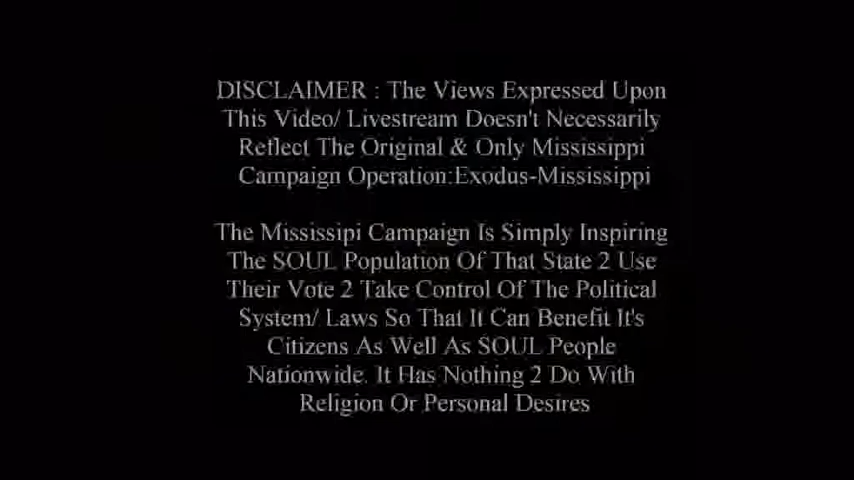 DISCLAIMER : The Views Expressed Upon
This Video/ Livestream Doesn't Necessarily
Reflect The Original & Only Mississippi
Campaign Operation:Exodus-Mississippi
The Mississipi Campaign Is Simply Inspiring
The SOUL Population Of That State 2 Use
Their Vote 2 Take Control Of The Political
System/ Laws So That It Can Benefit It's
Citizens As Well As SOUL People
Nationwide. It Has Nothing 2 Do With
Religion Or Personal Desires